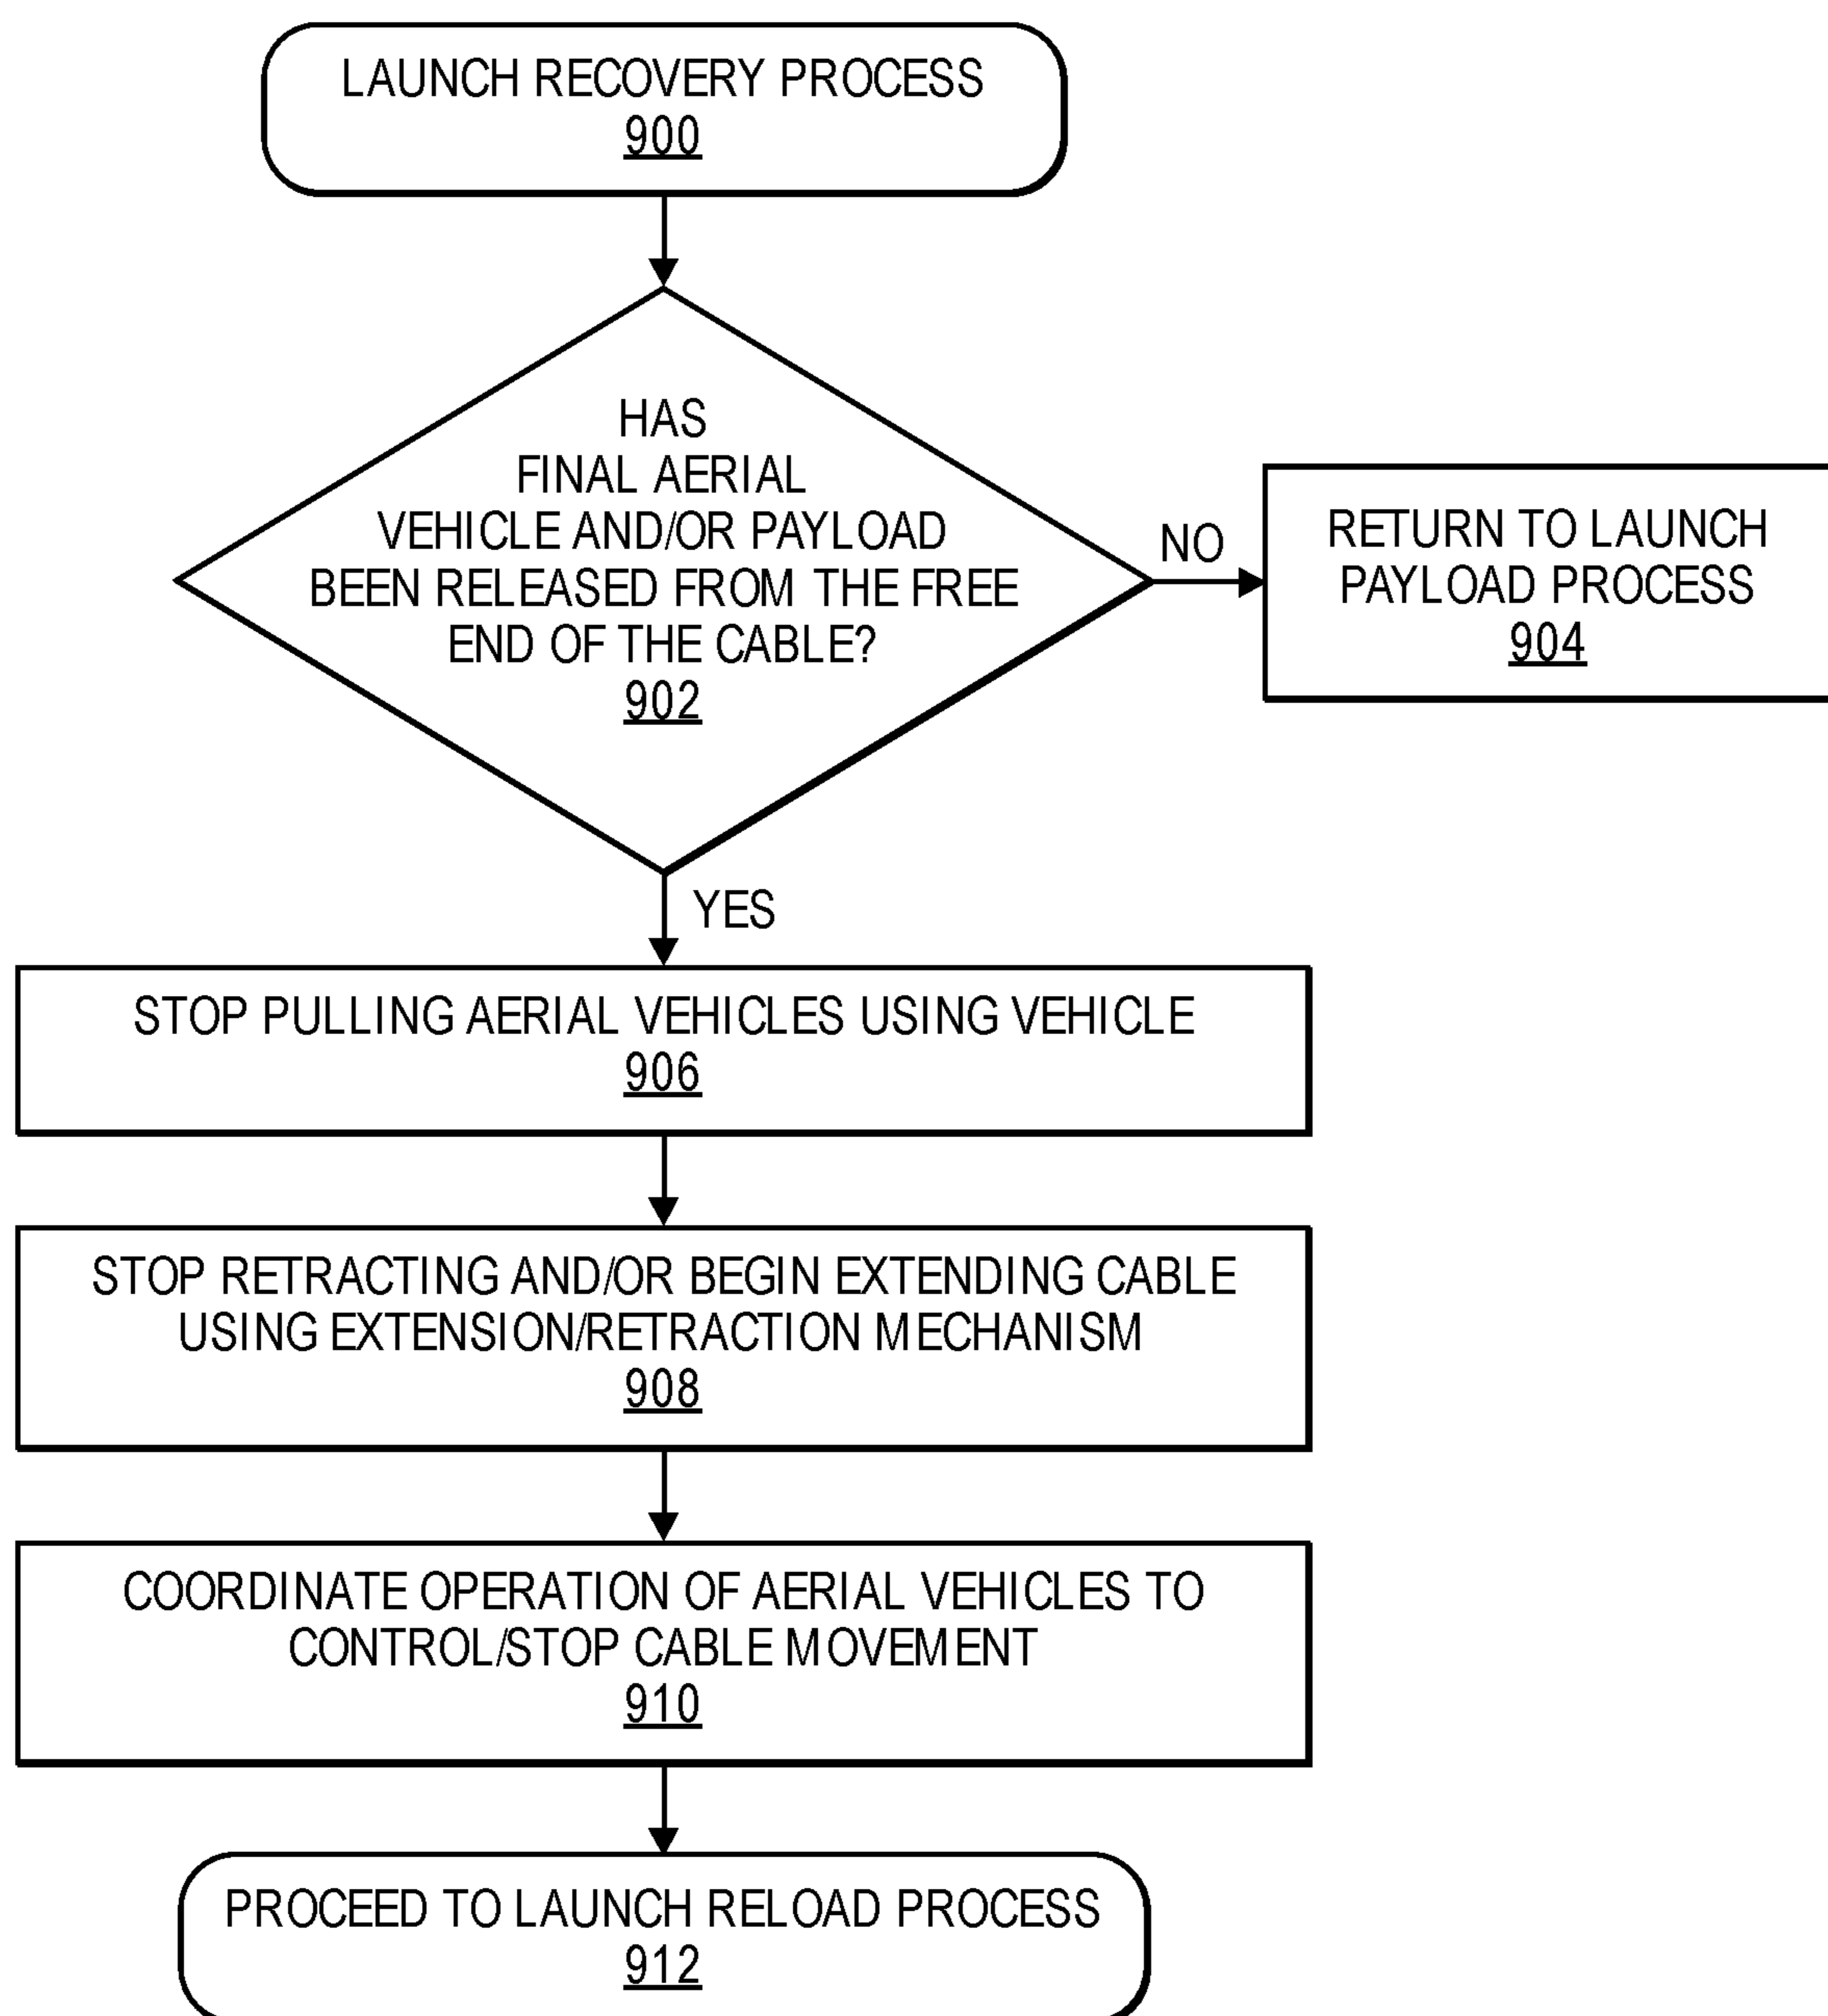 LAUNCH RECOVERY PROCESS
900
HAS
FINAL AERIAL
VEHICLE AND/OR PAYLOAD
BEEN RELEASED FROM THE FREE
END OF THE CABLE?
902
NO
RETURN TO LAUNCH
PAYLOAD PROCESS
904
YES
STOP PULLING AERIAL VEHICLES USING VEHICLE
906
STOP RETRACTING AND/OR BEGIN EXTENDING CABLE
USING EXTENSION/RETRACTION MECHANISM
908
COORDINATE OPERATION OF AERIAL VEHICLES TO
CONTROL/STOP CABLE MOVEMENT
910
PROCEED TO LAUNCH RELOAD PROCESS
912